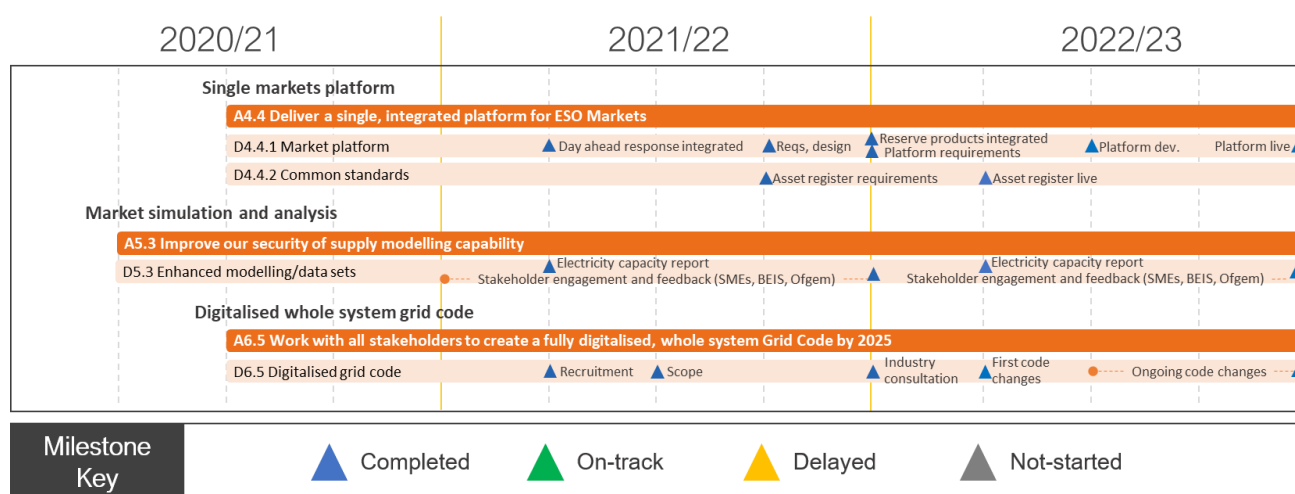 2020/21
2021/22
2022/23
Single markets platform
A4.4 Deliver a single, integrated platform for ESO Markets
D4.4.1 Market platform
Day ahead response integrated
Reqs, design
Reserve products integrated
Platform requirements
Platform dev.
Platform live
D4.4.2 Common standards
Asset register requirements
Asset register live
Market simulation and analysis
A5.3 Improve our security of supply modelling capability
D5.3 Enhanced modelling/data sets
Electricity capacity report
Stakeholder engagement and feedback (SMEs, BEIS, Ofgem)
Electricity capacity report
Stakeholder engagement and feedback (SMEs, BEIS, Ofgem)
Digitalised whole system grid code
A6.5 Work with all stakeholders to create a fully digitalised, whole system Grid Code by 2025
D6.5 Digitalised grid code
Recruitment
Scope
Industry
consultation
First code
changes
Ongoing code changes
Milestone
Key
Completed
On-track
Delayed
Not-started